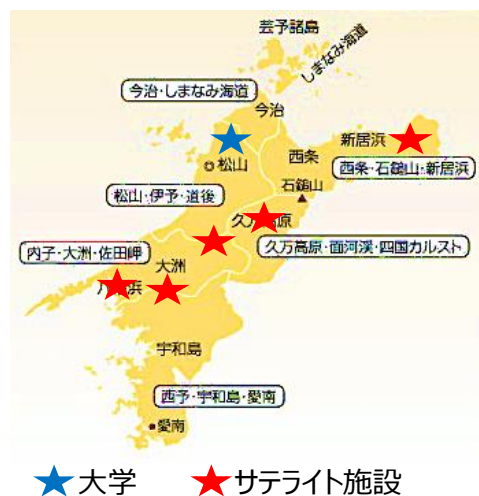 芸予諸島
しまなみ海道
今治・しまなみ海道
今治
新居浜
松山
西条
西条・石鎚山・新居浜
石鎚山
松山・伊予・道後
久万高原
久万高原・面河渓・四国カルスト
内子・大洲・佐田岬
大洲
八幡浜
宇和島
西予・宇和島・愛南
愛南
大学
サテライト施設